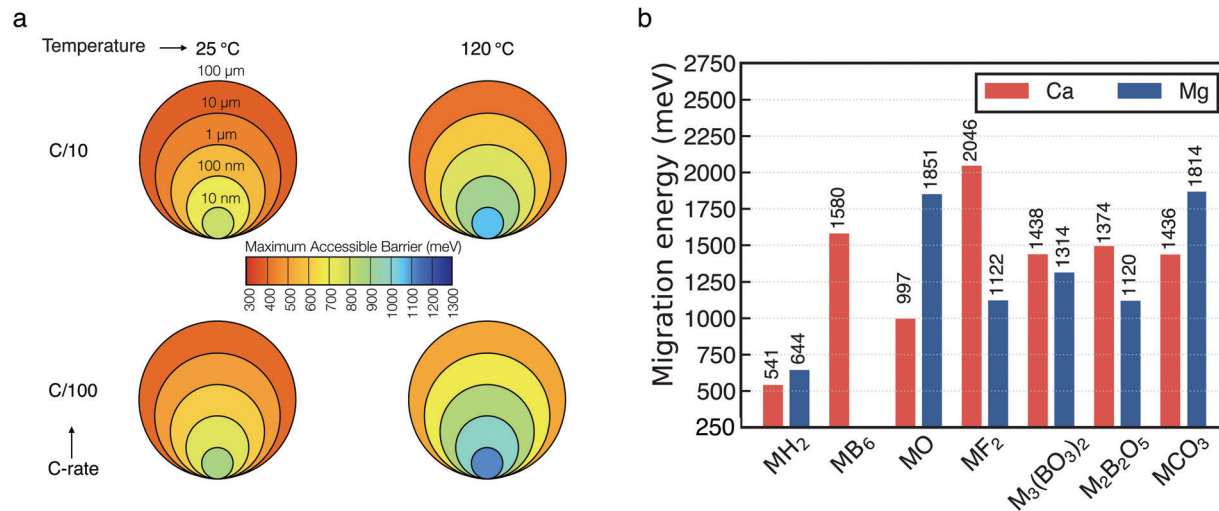 a
Temperature → 25 °C 120 °C
100 μm
10 μm
1 μm
100 nm
10 nm
C/10
Maximum Accessible Barrier (meV)
300 400 500 600 700 800 900 1000 1100 1200 1300
C/100
C-rate
b
Migration energy (meV)
2750
2500
2250
2000
1750
1500
1250
1000
750
500
250
Ca Mg
541 644 1580 997 1851 2046 1122 1438 1314 1374 1120 1436 1814
MH₂ MB₆ MO MF₂ M₃(BO₃)₂ M₂B₂O₅ MCO₃